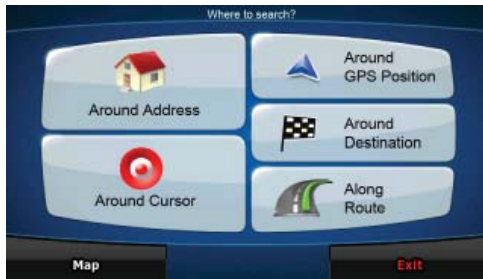 Where to search?
Around Address
Around
GPS Position
Around
Destination
Around Cursor
Along
Route
Map
Exit